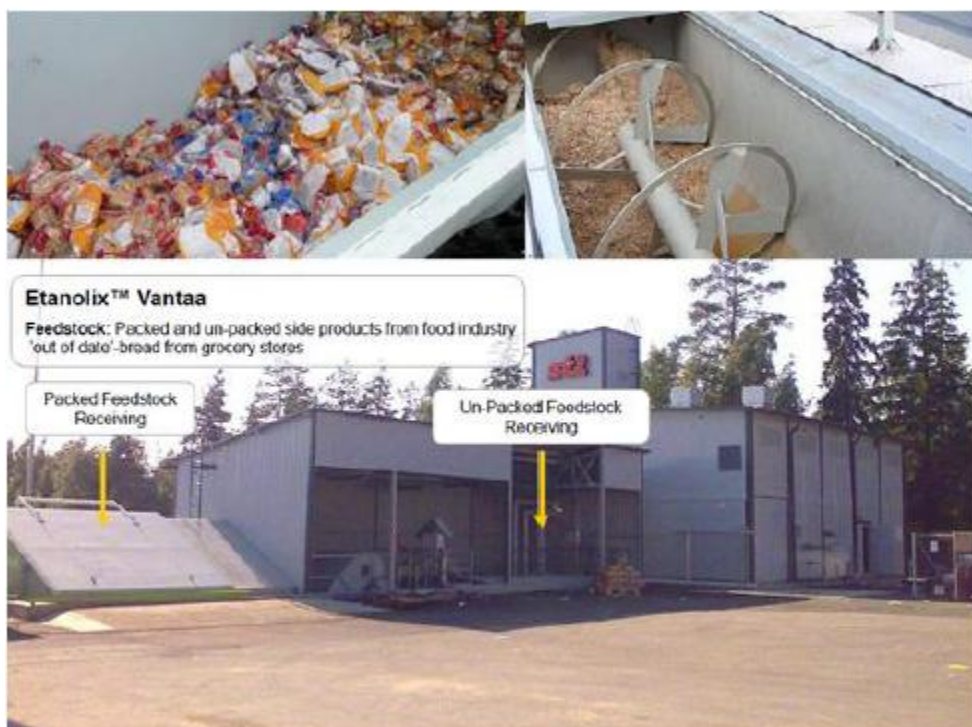 Etanolix™ Vantaa
Feedstock: Packed and un-packed side products from food industry
'out of date'-bread from grocery stores
Packed Feedstock
Receiving
Un-Packed Feedstock
Receiving